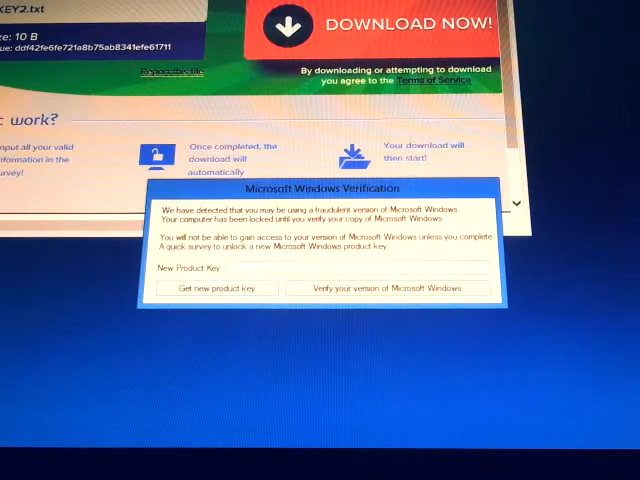 KEY2.txt
DOWNLOAD NOW!
ze: 10 B
ue: ddf42fe6fe721a8b75ab8341efe61711
Report this file
By downloading or attempting to download
you agree to the Terms of Service
c work?
nput all your valid
nformation in the
urvey!
Once completed, the
download will
automatically
Your download will
then start!
Microsoft Windows Verification
We have detected that you may be using a fraudulent version of Microsoft Windows.
Your computer has been locked until you verify your copy of Microsoft Windows
You will not be able to gain access to your version of Microsoft Windows unless you complete
A quick survey to unlock a new Microsoft Windows product key
New Product Key
Get new product key
Verify your version of Microsoft Windows